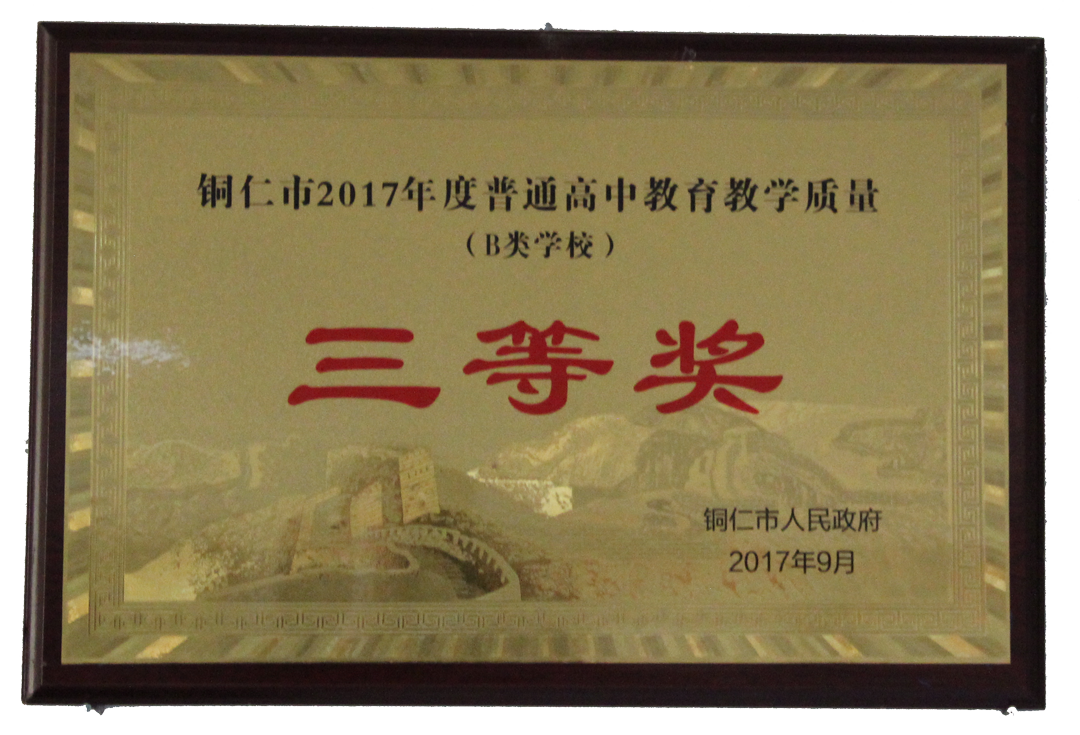 铜仁市2017年度普通高中教育教学质量
（B类学校）
三等奖
铜仁市人民政府
2017年9月